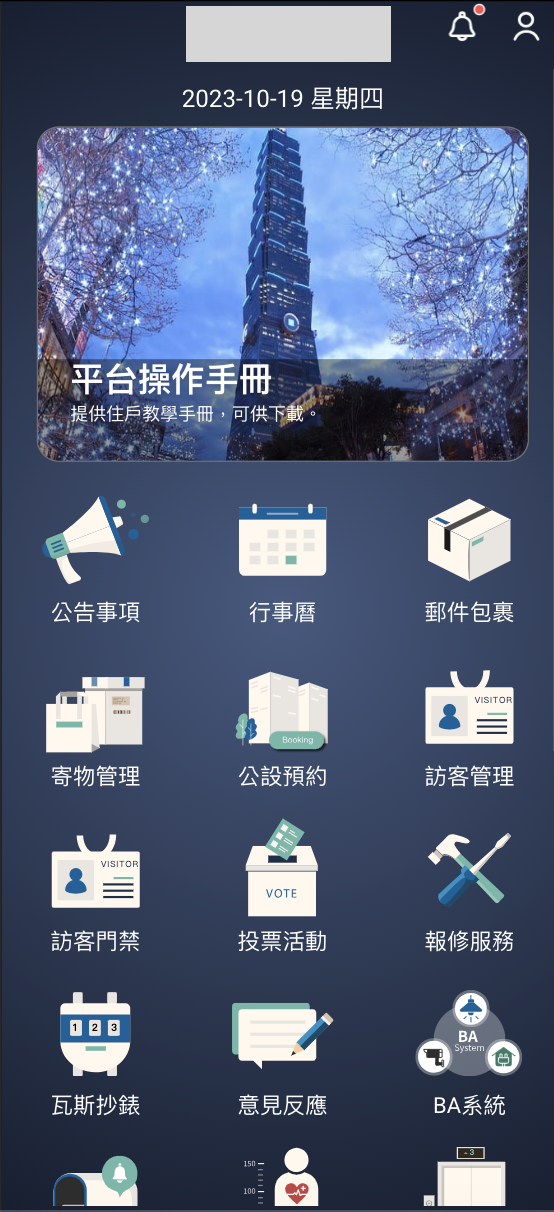 2023-10-19 星期四
平台操作手冊
提供住戶教學手冊，可供下載。
公告事項
行事曆
郵件包裹
Booking
VISITOR
寄物管理
公設預約
訪客管理
VISITOR
VOTE
訪客門禁
投票活動
報修服務
1 2 3
BA
System
瓦斯抄錶
意見反應
BA系統
3
150
100